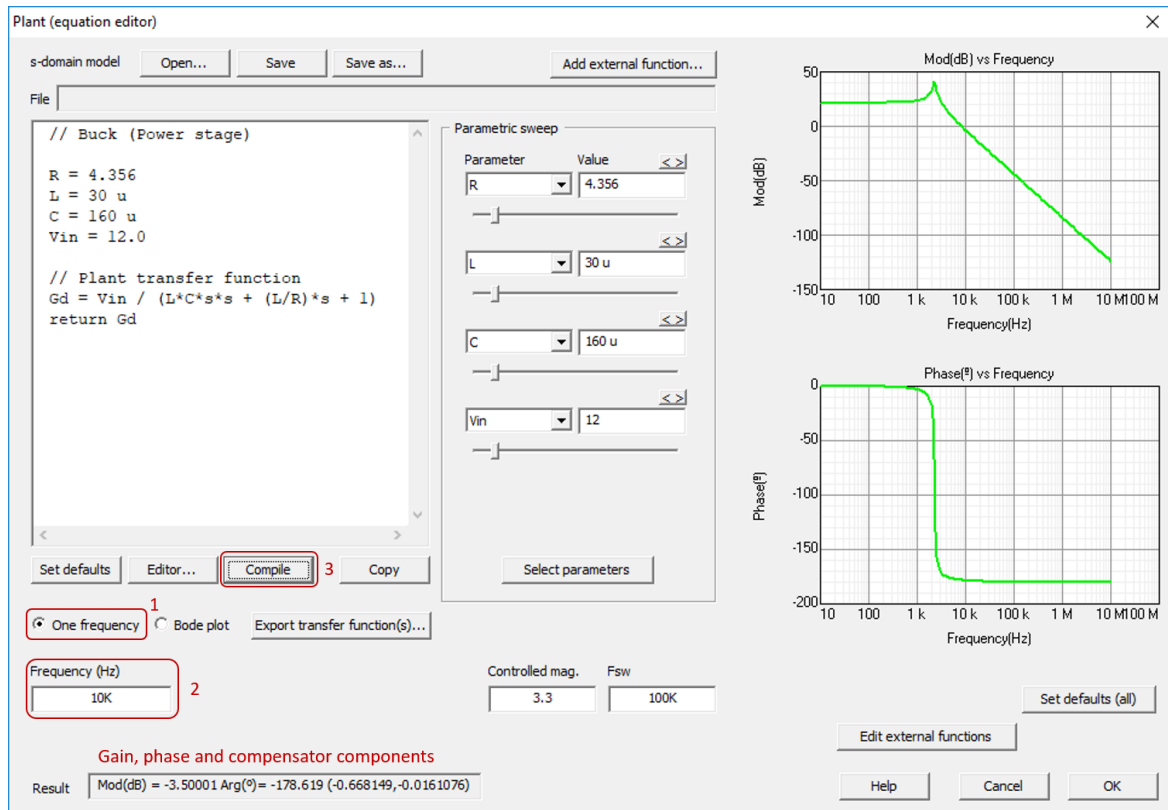 Plant (equation editor)
s-domain model
Open...
Save
Save as...
Add external function...
File
// Buck (Power stage)
R = 4.356
L = 30 u
C = 160 u
Vin = 12.0
// Plant transfer function
Gd = Vin / (L*C*s*s + (L/R)*s + 1)
return Gd
Parametric sweep
Parameter Value < >
R 4.356
< >
L 30 u
< >
C 160 u
< >
Vin 12
Set defaults
Editor...
Compile
3
Copy
Select parameters
1
One frequency
Bode plot
Export transfer function(s)...
Frequency (Hz)
10K
2
Controlled mag.
3.3
Fsw
100K
Gain, phase and compensator components
Result
Mod(dB) = -3.50001 Arg(º)= -178.619 (-0.668149,-0.0161076)
Mod(dB) vs Frequency
Mod(dB)
50
0
-50
-100
-150
10 100 1 k 10 k 100 k 1 M 10 M 100 M
Frequency(Hz)
Phase(º) vs Frequency
Phase(º)
0
-50
-100
-150
-200
10 100 1 k 10 k 100 k 1 M 10 M 100 M
Frequency(Hz)
Set defaults (all)
Edit external functions
Help
Cancel
OK